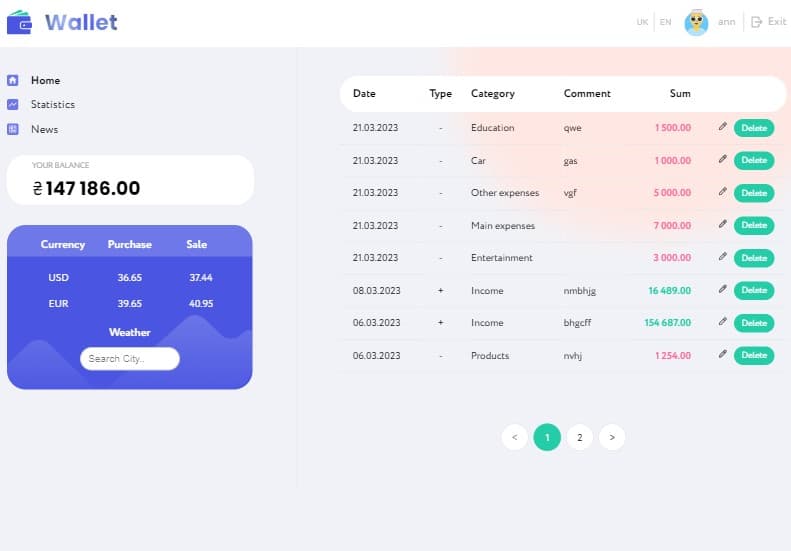 Wallet
UK EN ann Exit
Home
Statistics
News
YOUR BALANCE
₴ 147 186.00
Currency Purchase Sale
USD 36.65 37.44
EUR 39.65 40.95
Weather
Search City..
Date Type Category Comment Sum
21.03.2023 - Education qwe 1 500.00 Delete
21.03.2023 - Car gas 1 000.00 Delete
21.03.2023 - Other expenses vgf 5 000.00 Delete
21.03.2023 - Main expenses 7 000.00 Delete
21.03.2023 - Entertainment 3 000.00 Delete
08.03.2023 + Income nmbhjg 16 489.00 Delete
06.03.2023 + Income bhgcff 154 687.00 Delete
06.03.2023 - Products nvhj 1 254.00 Delete
< 1 2 >